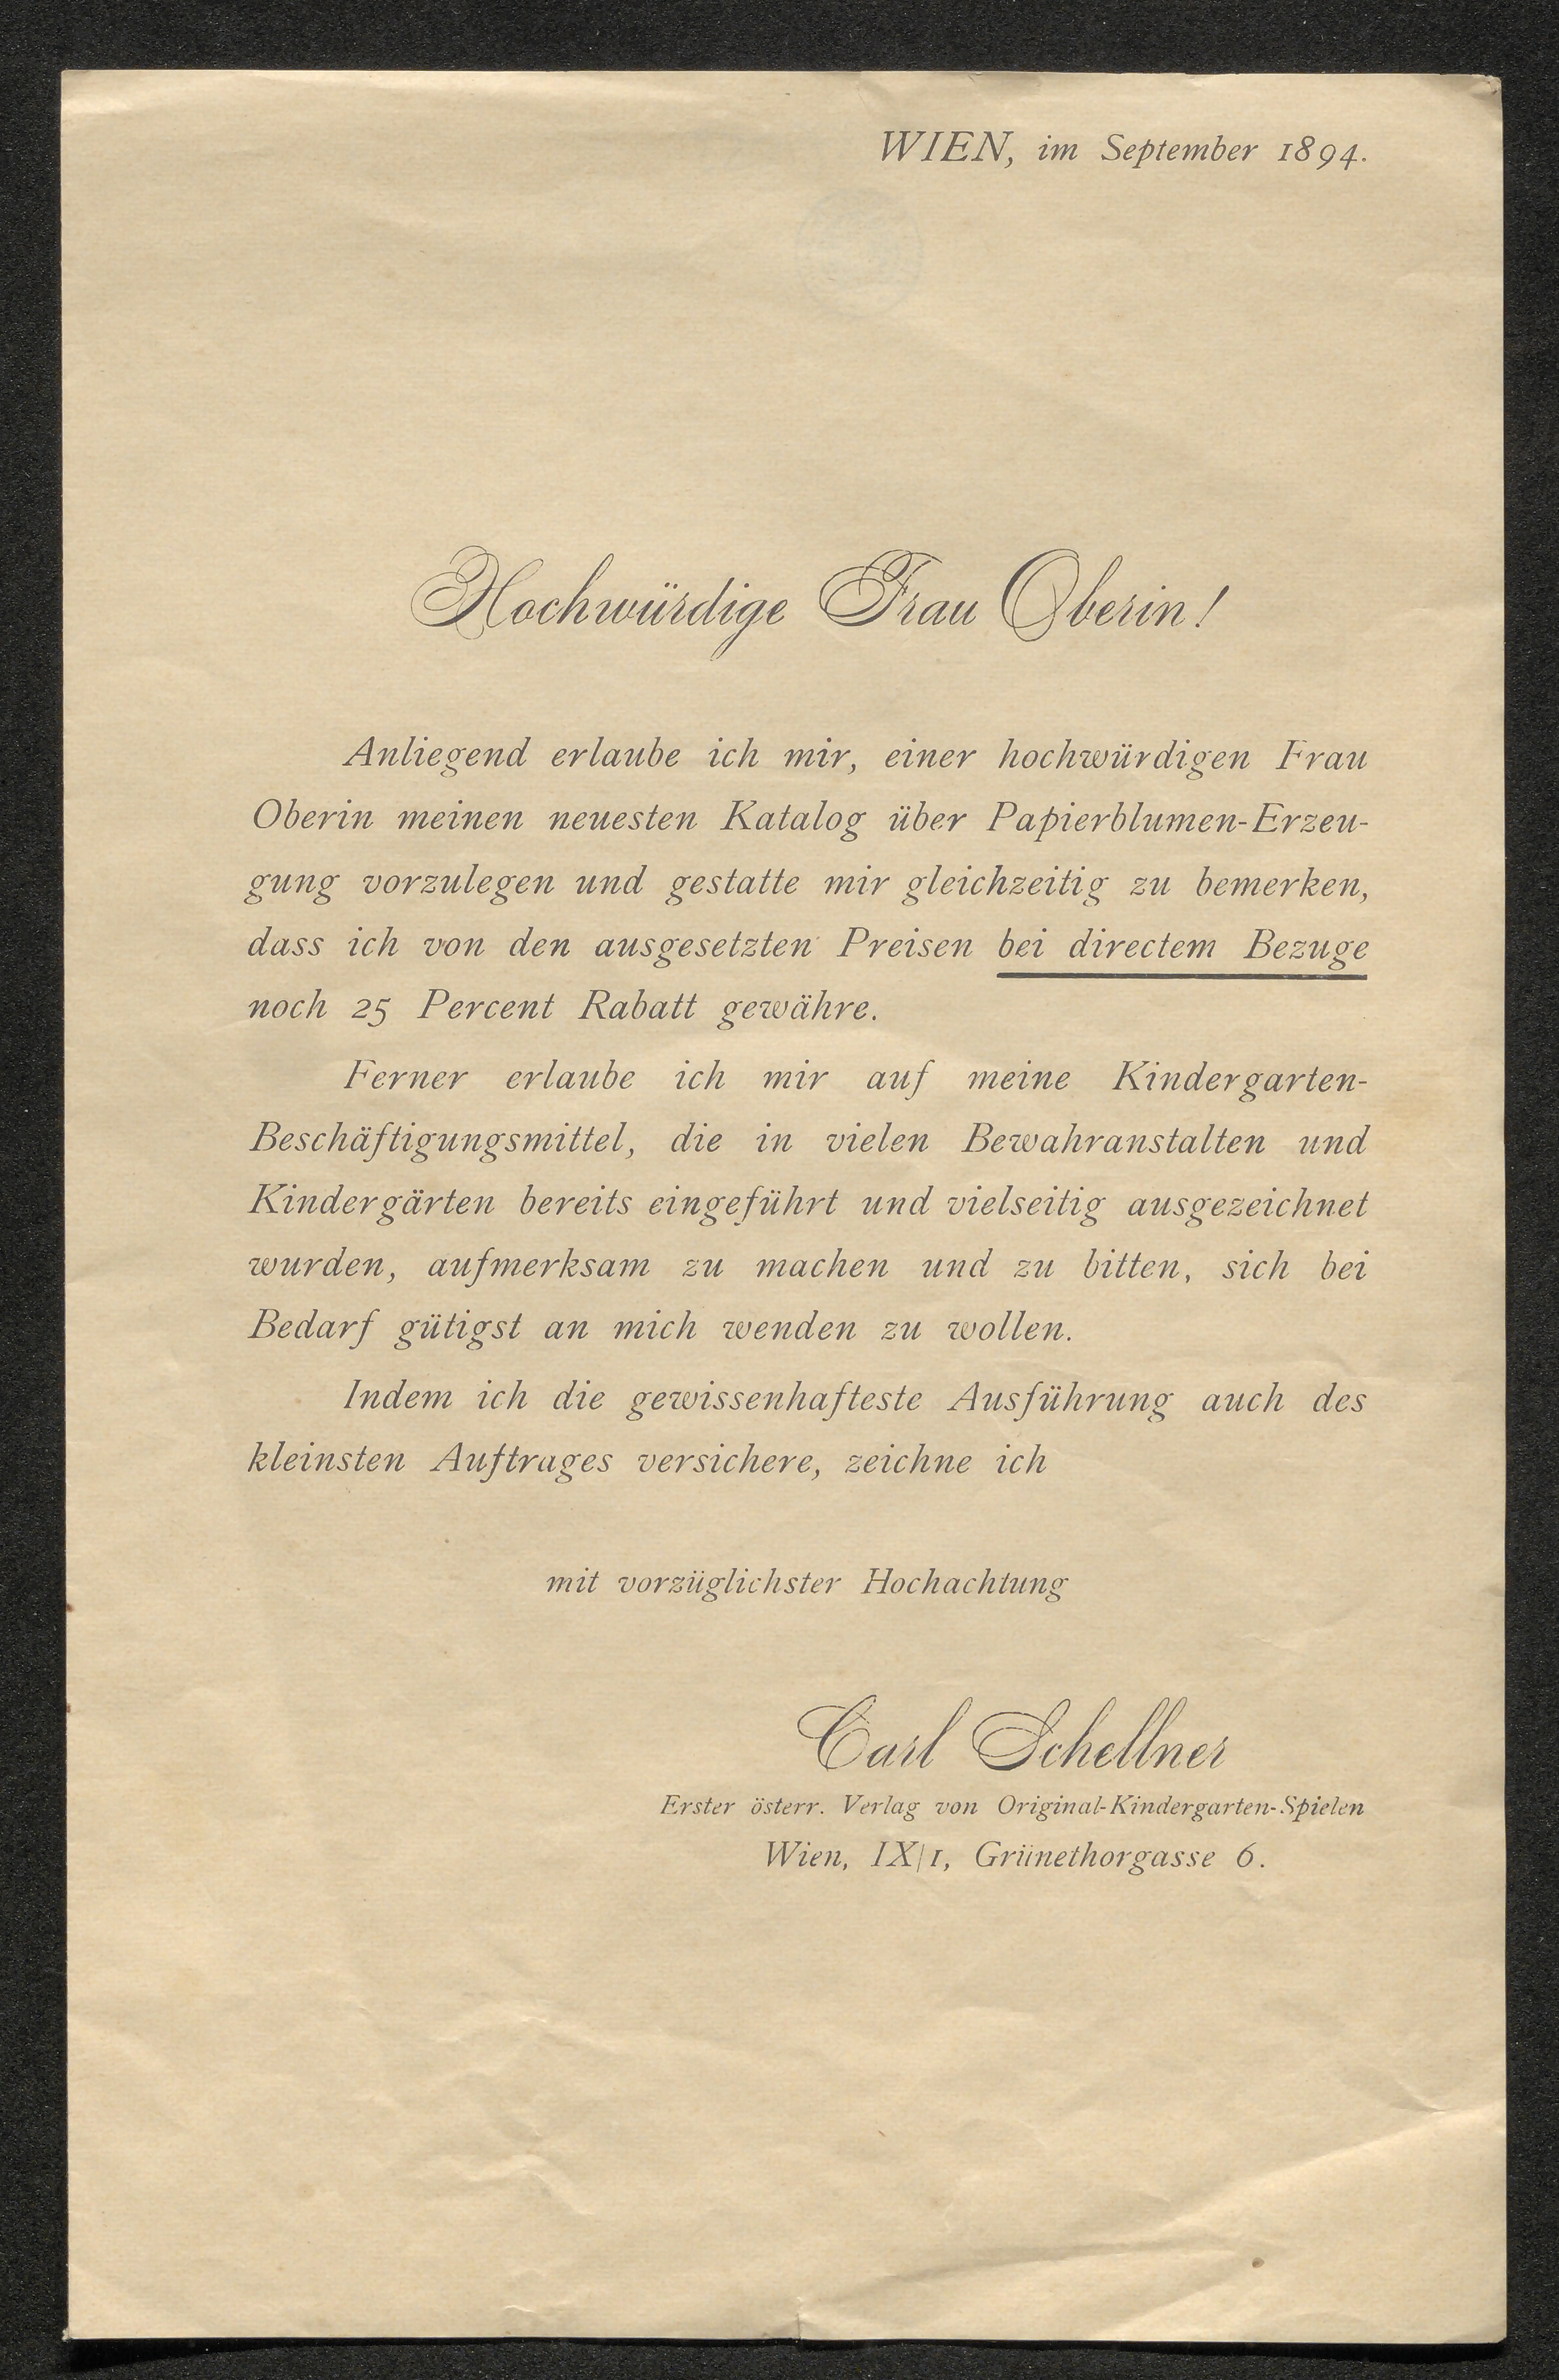 WIEN, im September 1894.
Hochwürdige Frau Oberin!
Anliegend erlaube ich mir, einer hochwürdigen Frau
Oberin meinen neuesten Katalog über Papierblumen-Erzeu-
gung vorzulegen und gestatte mir gleichzeitig zu bemerken,
dass ich von den ausgesetzten Preisen bei directem Bezuge
noch 25 Percent Rabatt gewähre.
Ferner erlaube ich mir auf meine Kindergarten-
Beschäftigungsmittel, die in vielen Bewahranstalten und
Kindergärten bereits eingeführt und vielseitig ausgezeichnet
wurden, aufmerksam zu machen und zu bitten, sich bei
Bedarf gütigst an mich wenden zu wollen.
Indem ich die gewissenhafteste Ausführung auch des
kleinsten Auftrages versichere, zeichne ich
mit vorzüglichster Hochachtung
Carl Schellner
Erster österr. Verlag von Original-Kindergarten-Spielen
Wien, IX|1, Grünethorgasse 6.